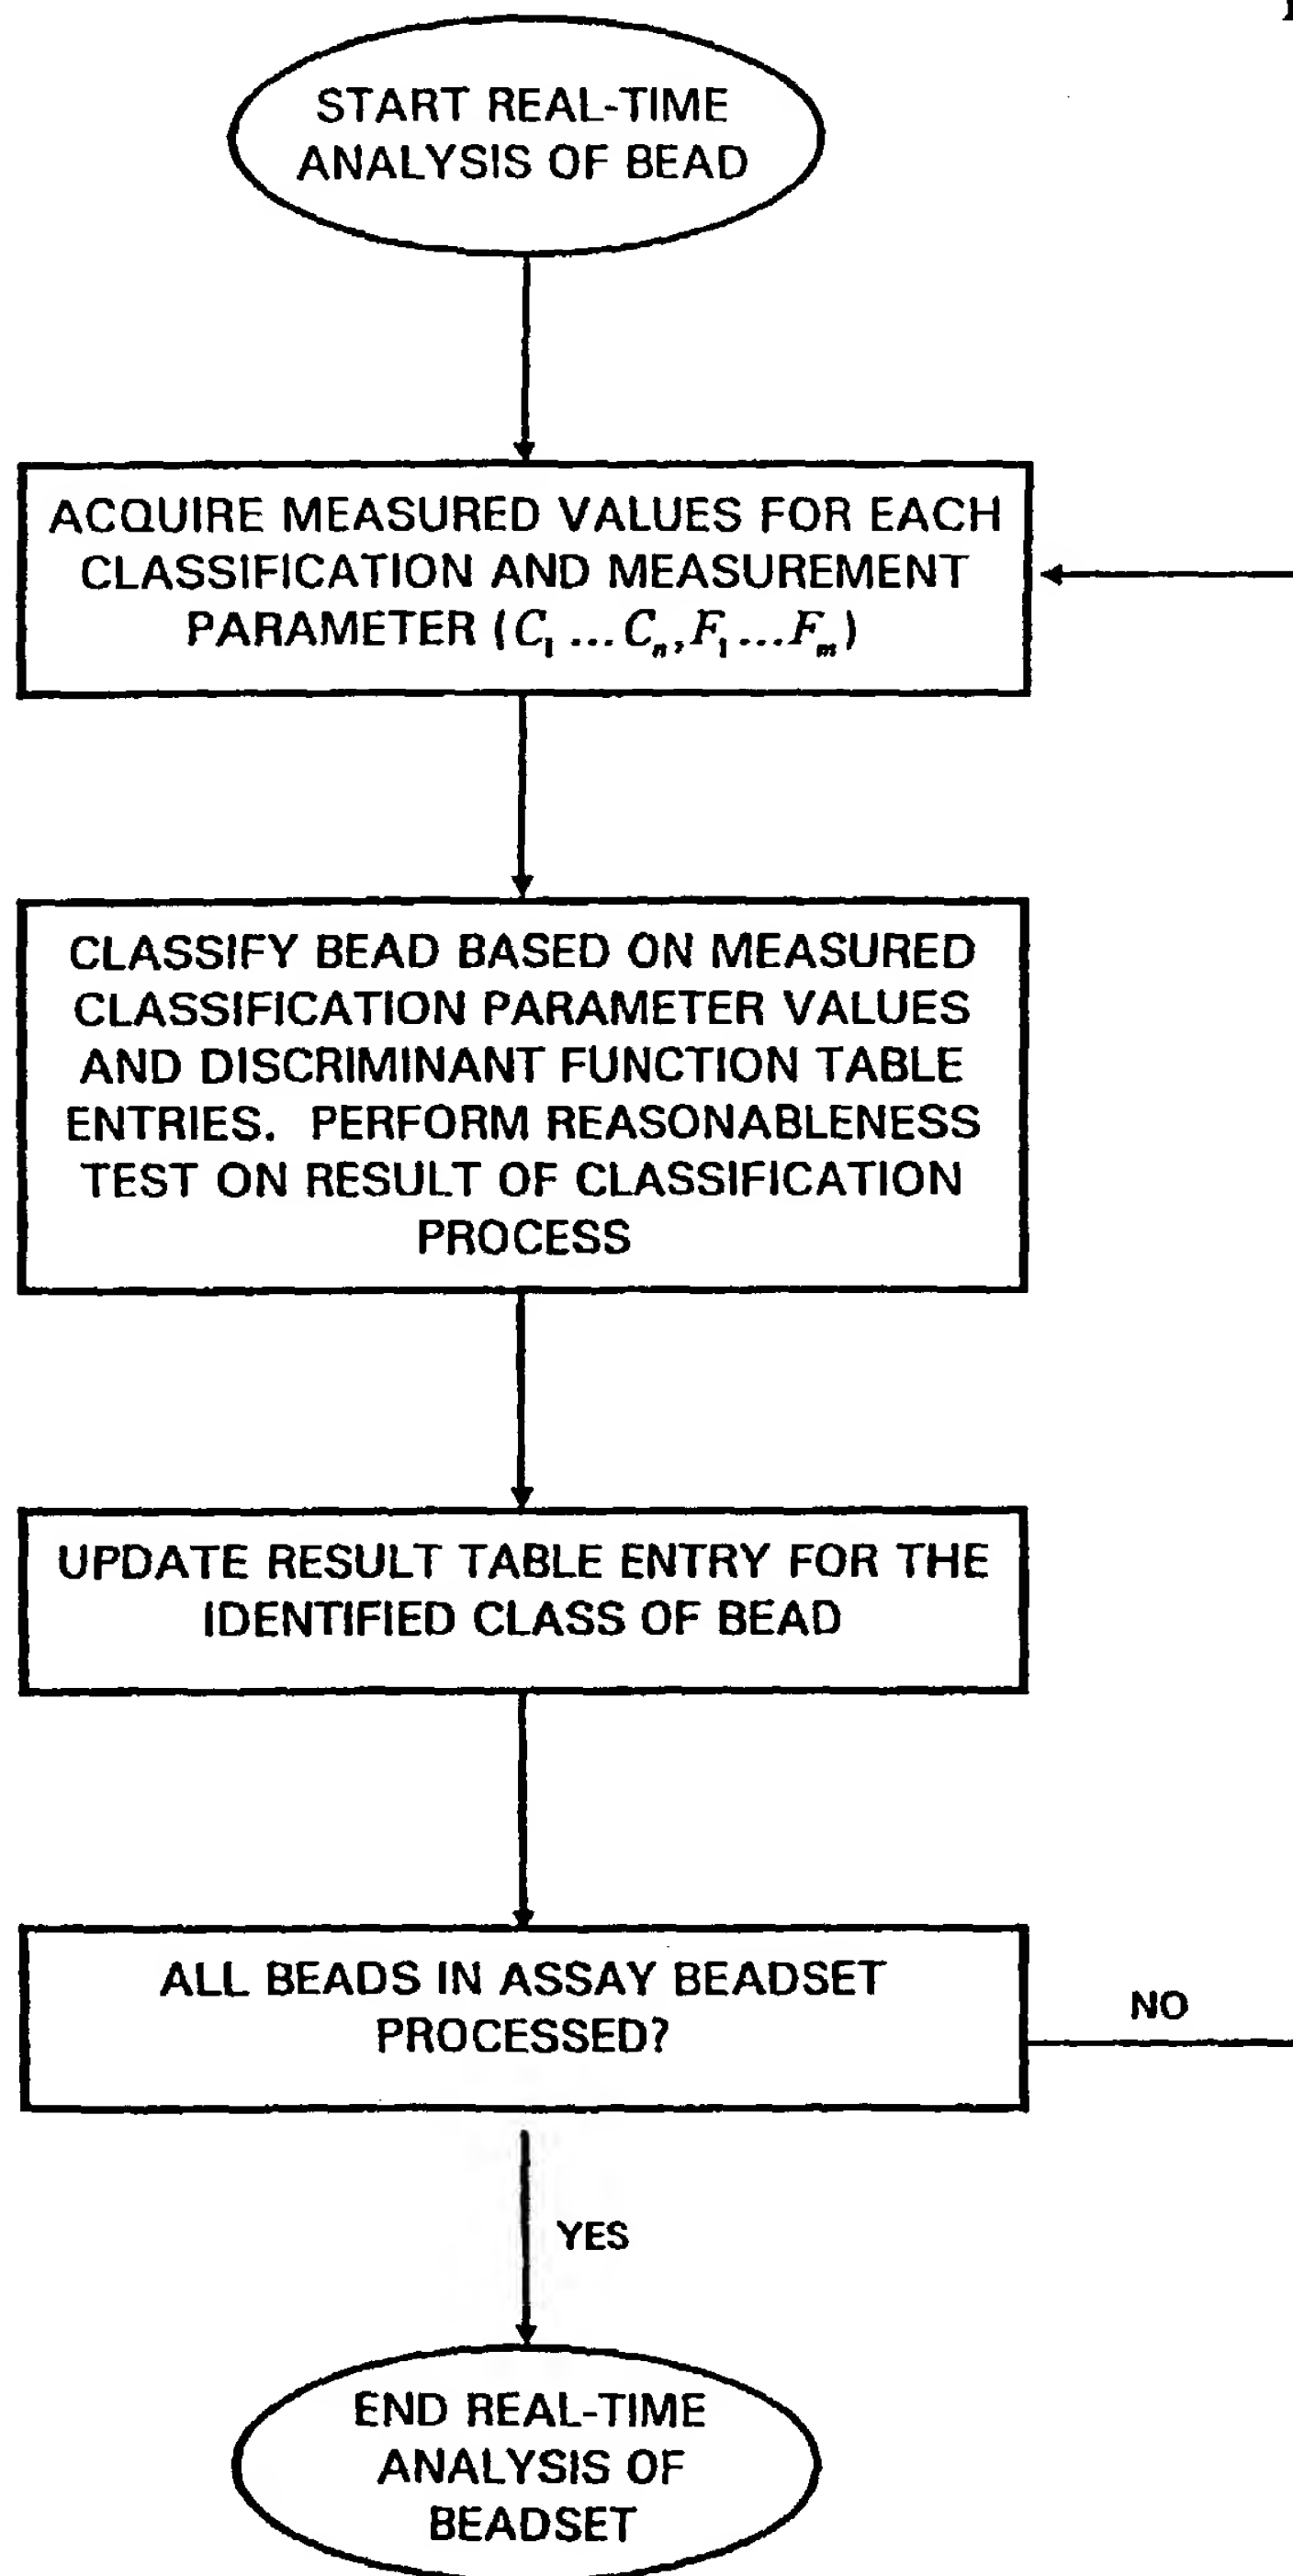 START REAL-TIME
ANALYSIS OF BEAD
ACQUIRE MEASURED VALUES FOR EACH
CLASSIFICATION AND MEASUREMENT
PARAMETER (C₁ ... Cₙ, F₁ ... Fₘ)
CLASSIFY BEAD BASED ON MEASURED
CLASSIFICATION PARAMETER VALUES
AND DISCRIMINANT FUNCTION TABLE
ENTRIES. PERFORM REASONABLENESS
TEST ON RESULT OF CLASSIFICATION
PROCESS
UPDATE RESULT TABLE ENTRY FOR THE
IDENTIFIED CLASS OF BEAD
ALL BEADS IN ASSAY BEADSET
PROCESSED?
NO
YES
END REAL-TIME
ANALYSIS OF
BEADSET